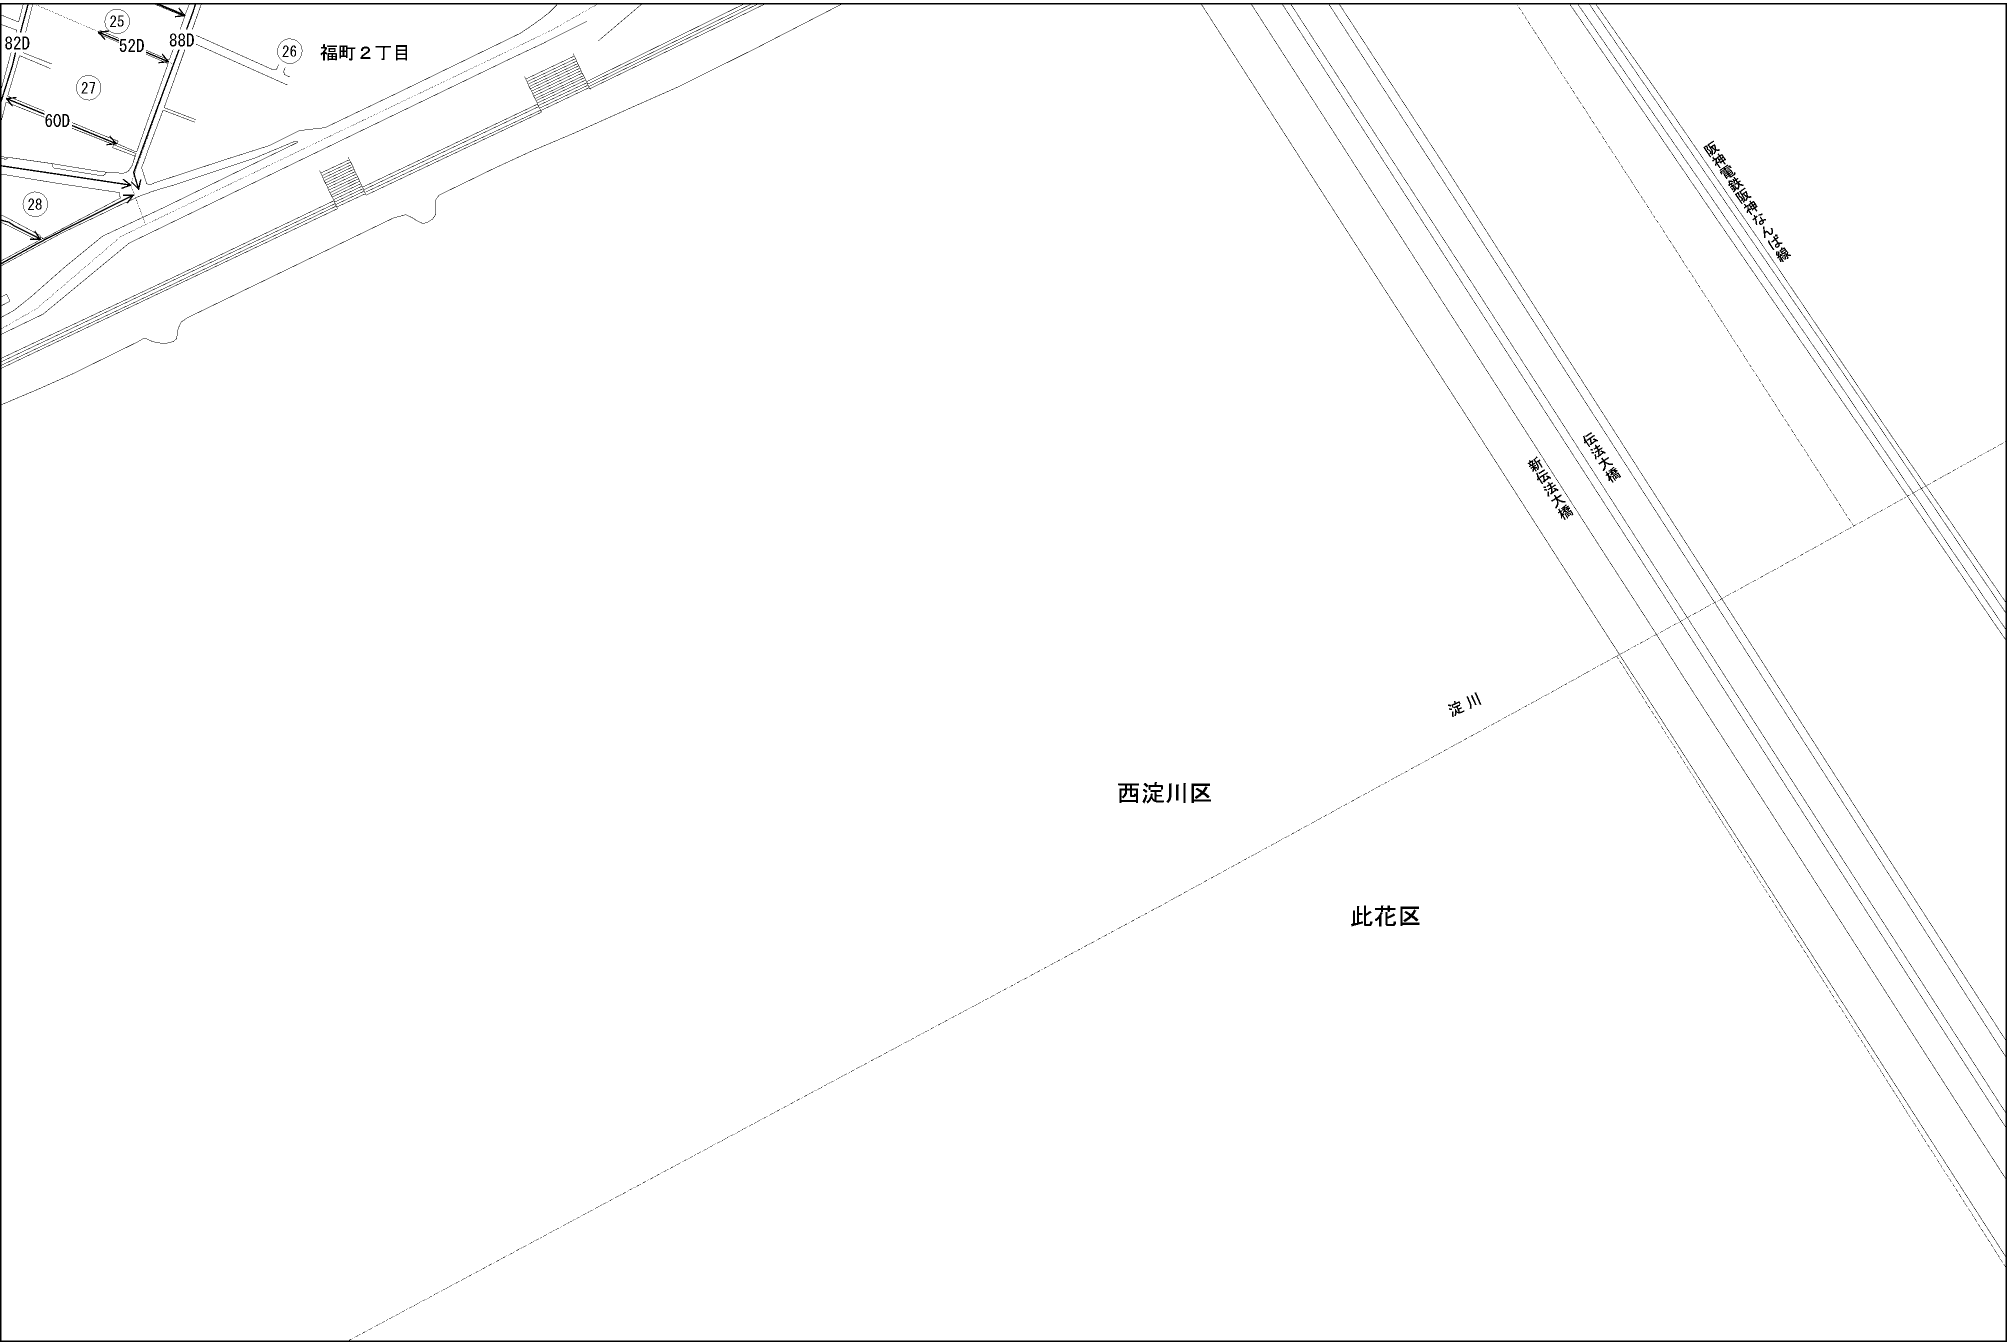 25
82D
52D
88D
26
福町２丁目
27
60D
28
阪神電鉄阪神なんば線
伝法大橋
新伝法大橋
淀川
西淀川区
此花区